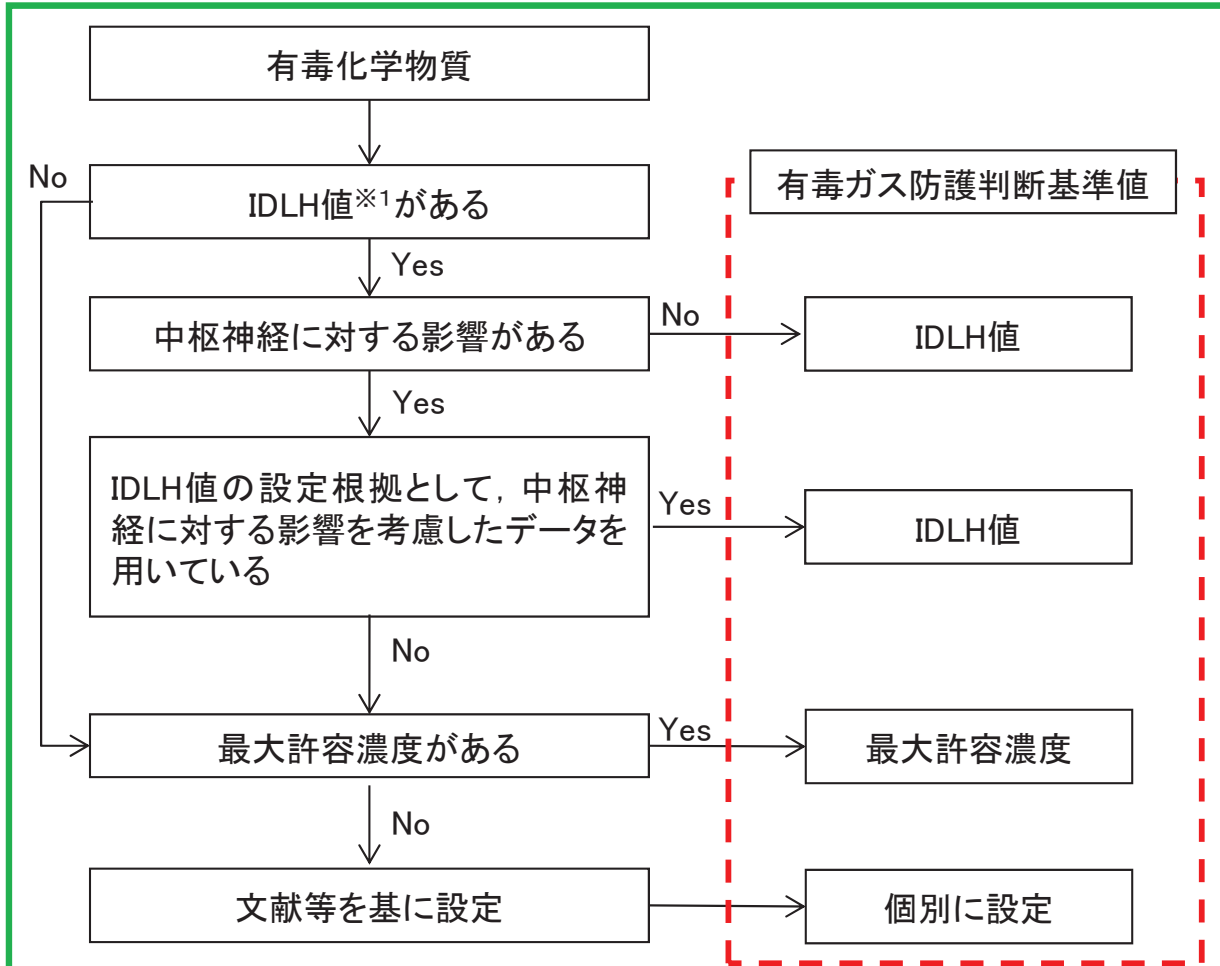 有毒化学物質
No
IDLH値※1がある
有毒ガス防護判断基準値
Yes
中枢神経に対する影響がある
No
IDLH値
Yes
IDLH値の設定根拠として，中枢神
経に対する影響を考慮したデータを
用いている
Yes
IDLH値
No
最大許容濃度がある
Yes
最大許容濃度
No
文献等を基に設定
個別に設定